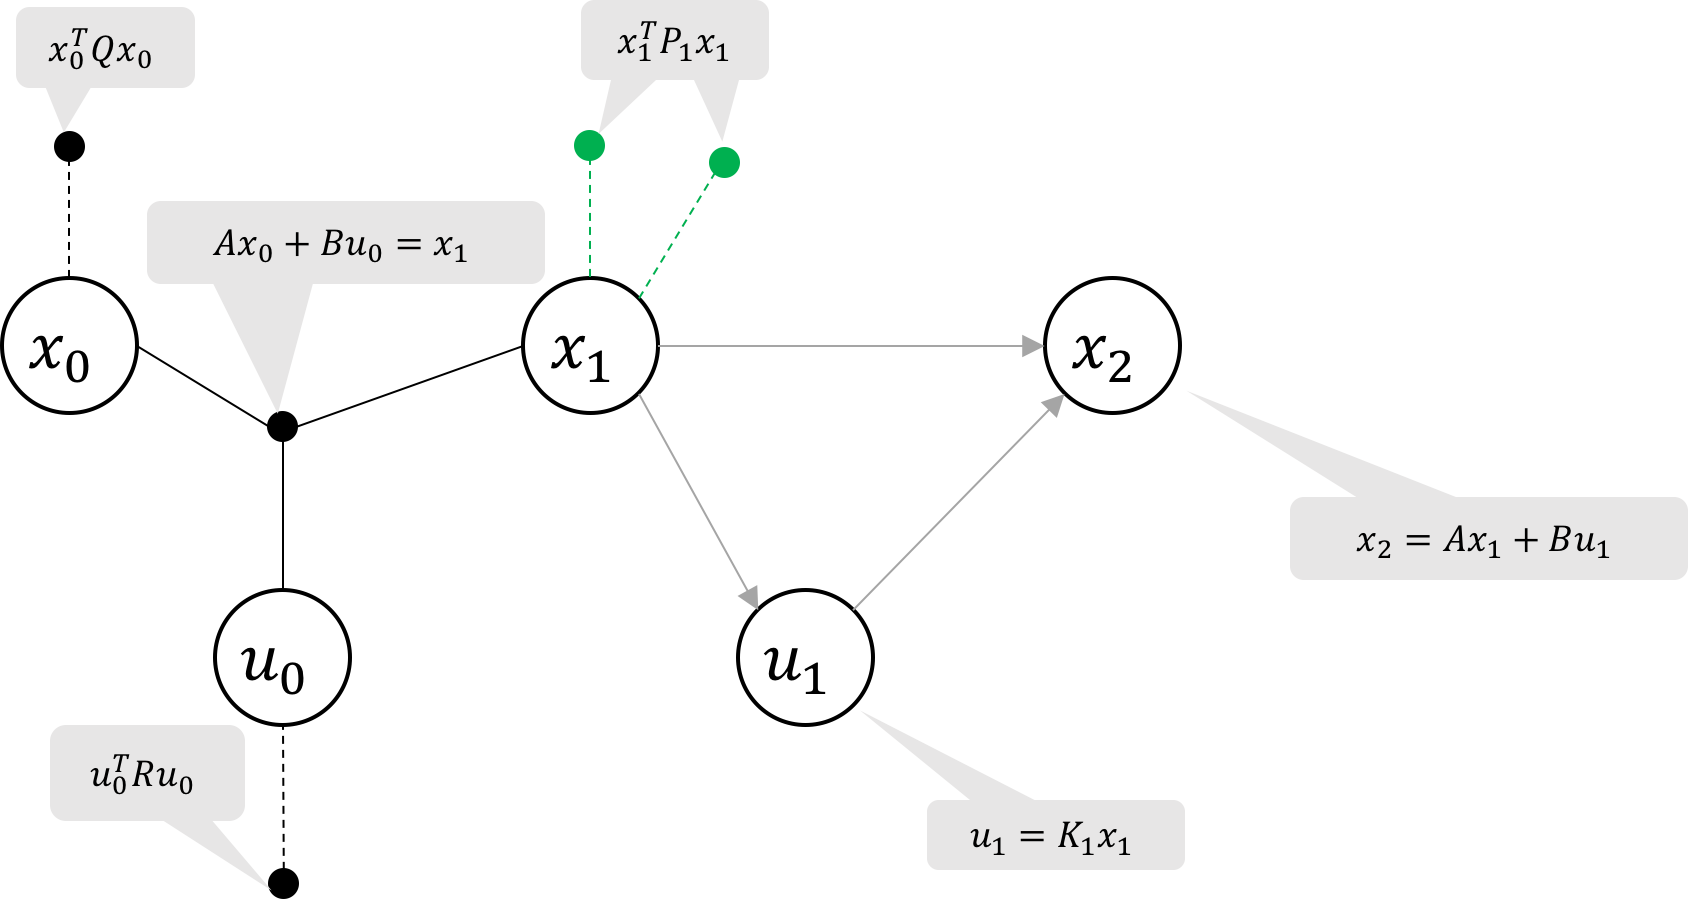 $x_0^T Q x_0$
$x_1^T P_1 x_1$
$Ax_0 + Bu_0 = x_1$
$x_0$
$x_1$
$x_2$
$x_2 = Ax_1 + Bu_1$
$u_0$
$u_1$
$u_0^T R u_0$
$u_1 = K_1 x_1$